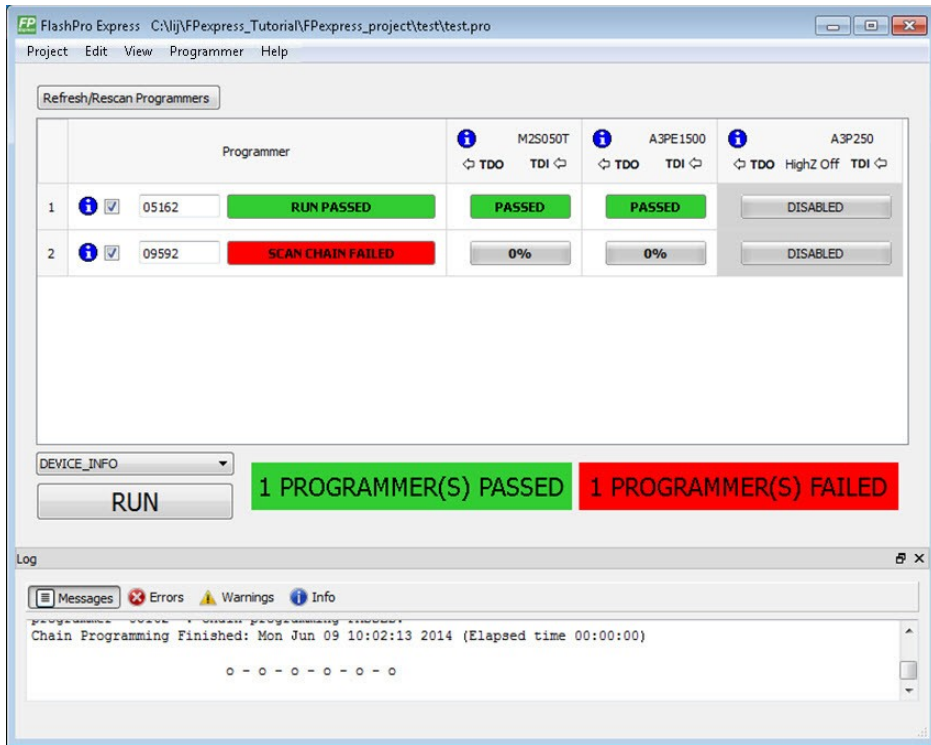 FP FlashPro Express C:\lij\FPexpress_Tutorial\FPexpress_project\test\test.pro
Project Edit View Programmer Help
Refresh/Rescan Programmers
Programmer
M2S050T
TDO TDI
A3PE1500
TDO TDI
A3P250
TDO HighZ Off TDI
1 05162 RUN PASSED PASSED PASSED DISABLED
2 09592 SCAN CHAIN FAILED 0% 0% DISABLED
DEVICE_INFO
RUN
1 PROGRAMMER(S) PASSED 1 PROGRAMMER(S) FAILED
Log
Messages Errors Warnings Info
Chain Programming Finished: Mon Jun 09 10:02:13 2014 (Elapsed time 00:00:00)
o - o - o - o - o - o